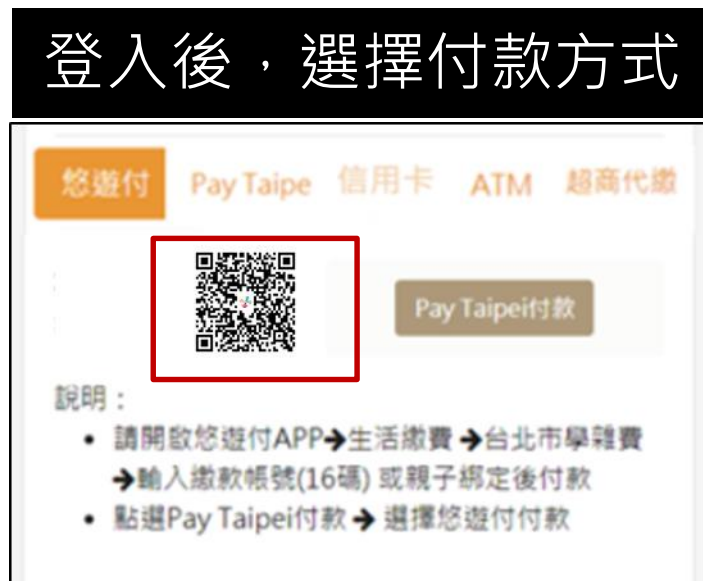 登入後，選擇付款方式
悠遊付 Pay Taipe 信用卡 ATM 超商代繳
Pay Taipei付款
說明：
• 請開啟悠遊付APP➔生活繳費 ➔台北市學雜費
➔輸入繳款帳號(16碼) 或親子綁定後付款
• 點選Pay Taipei付款 ➔ 選擇悠遊付付款